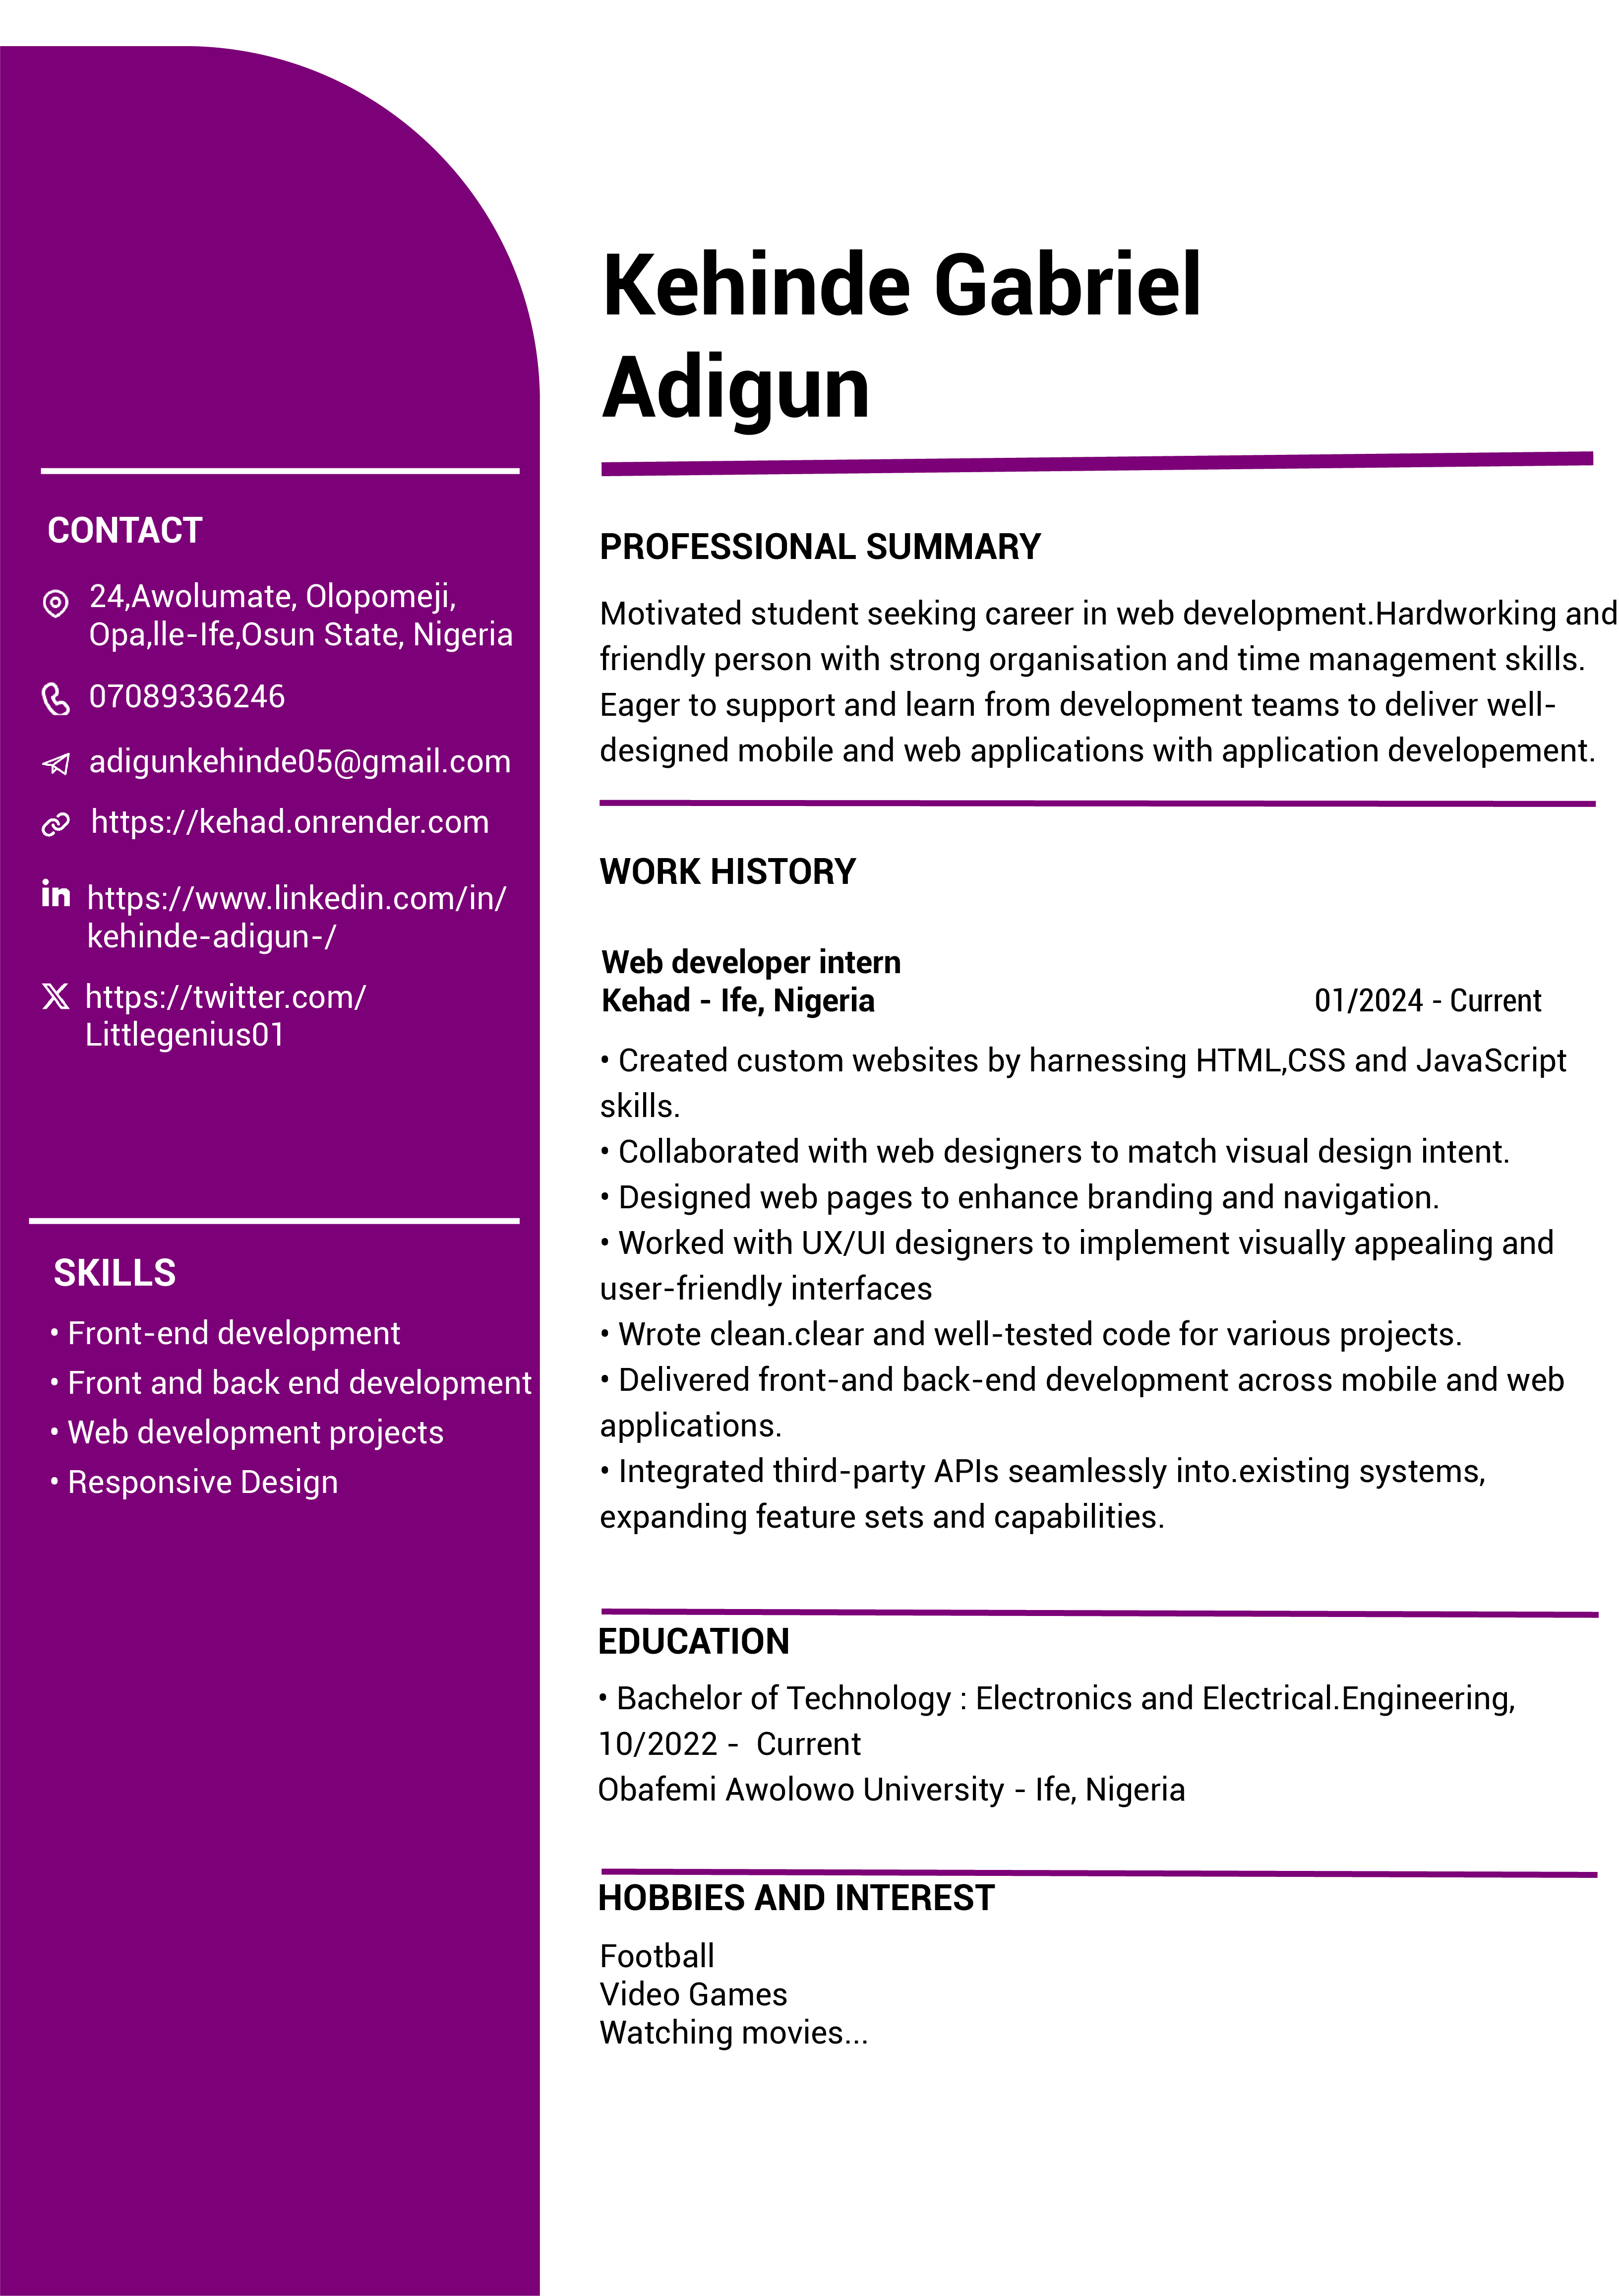 Kehinde Gabriel
Adigun
CONTACT
24,Awolumate, Olopomeji,
Opa,lle-Ife,Osun State, Nigeria
07089336246
adigunkehinde05@gmail.com
https://kehad.onrender.com
in https://www.linkedin.com/in/
kehinde-adigun-/
X https://twitter.com/
Littlegenius01
SKILLS
• Front-end development
• Front and back end development
• Web development projects
• Responsive Design
PROFESSIONAL SUMMARY
Motivated student seeking career in web development.Hardworking and
friendly person with strong organisation and time management skills.
Eager to support and learn from development teams to deliver well-
designed mobile and web applications with application developement.
WORK HISTORY
Web developer intern
Kehad - Ife, Nigeria 01/2024 - Current
• Created custom websites by harnessing HTML,CSS and JavaScript
skills.
• Collaborated with web designers to match visual design intent.
• Designed web pages to enhance branding and navigation.
• Worked with UX/UI designers to implement visually appealing and
user-friendly interfaces
• Wrote clean.clear and well-tested code for various projects.
• Delivered front-and back-end development across mobile and web
applications.
• Integrated third-party APIs seamlessly into.existing systems,
expanding feature sets and capabilities.
EDUCATION
• Bachelor of Technology : Electronics and Electrical.Engineering,
10/2022 -  Current
Obafemi Awolowo University - Ife, Nigeria
HOBBIES AND INTEREST
Football
Video Games
Watching movies...